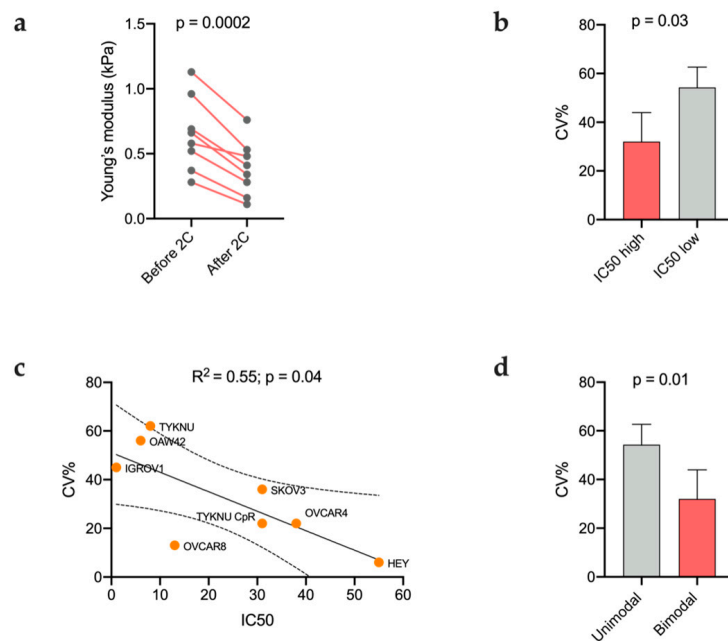 a
p = 0.0002
Young's modulus (kPa)
1.5
1.0
0.5
0.0
Before 2C
After 2C
b
p = 0.03
CV%
80
60
40
20
0
IC50 high
IC50 low
c
R² = 0.55; p = 0.04
CV%
80
60
40
20
0
TYKNU
OAW42
IGROV1
SKOV3
OVCAR4
TYKNU CpR
OVCAR8
HEY
0 10 20 30 40 50 60
IC50
d
p = 0.01
CV%
80
60
40
20
0
Unimodal
Bimodal